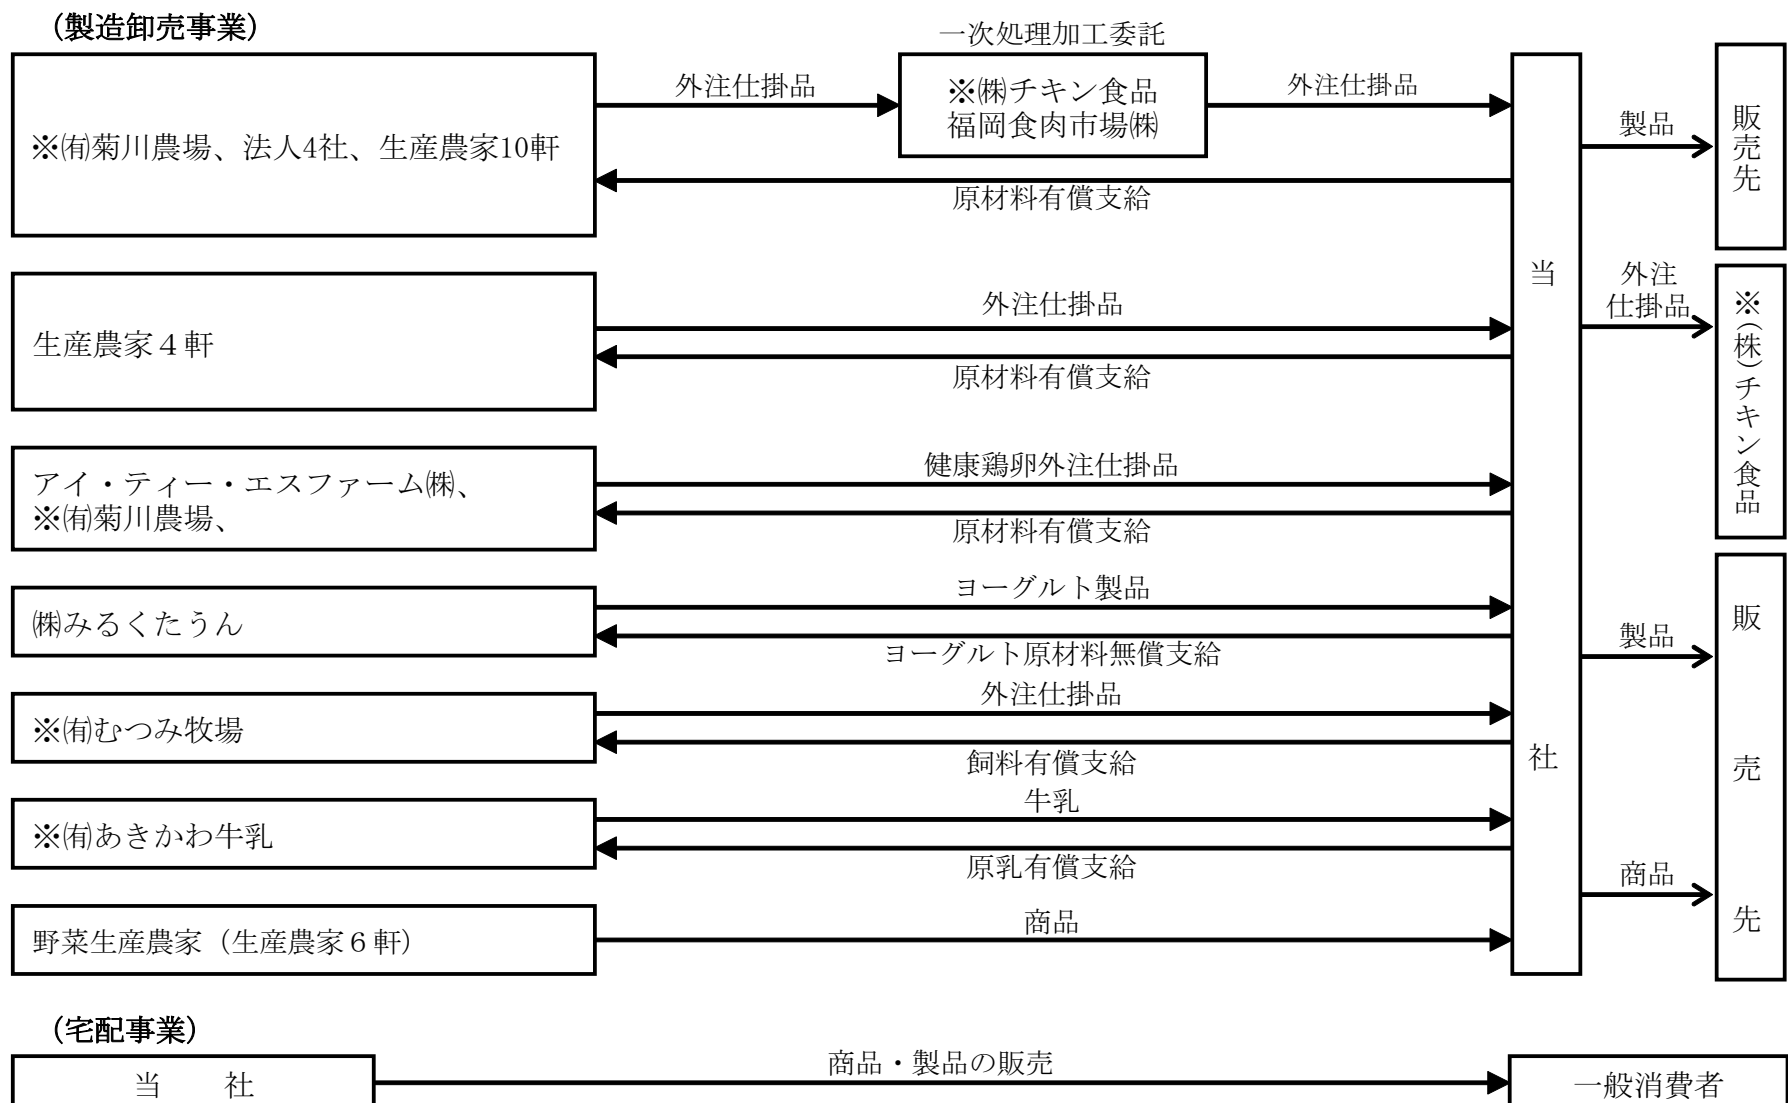 （製造卸売事業）
一次処理加工委託
※㈲菊川農場、法人4社、生産農家10軒
外注仕掛品
※㈱チキン食品
福岡食肉市場㈱
外注仕掛品
原材料有償支給
製品
販売先
生産農家４軒
外注仕掛品
原材料有償支給
外注
仕掛品
※(株)チキン食品
アイ・ティー・エスファーム㈱、
※㈲菊川農場、
健康鶏卵外注仕掛品
原材料有償支給
㈱みるくたうん
ヨーグルト製品
ヨーグルト原材料無償支給
※㈲むつみ牧場
外注仕掛品
飼料有償支給
※㈲あきかわ牛乳
牛乳
原乳有償支給
野菜生産農家（生産農家６軒）
商品
当社
製品
商品
販売先
（宅配事業）
当　社
商品・製品の販売
一般消費者